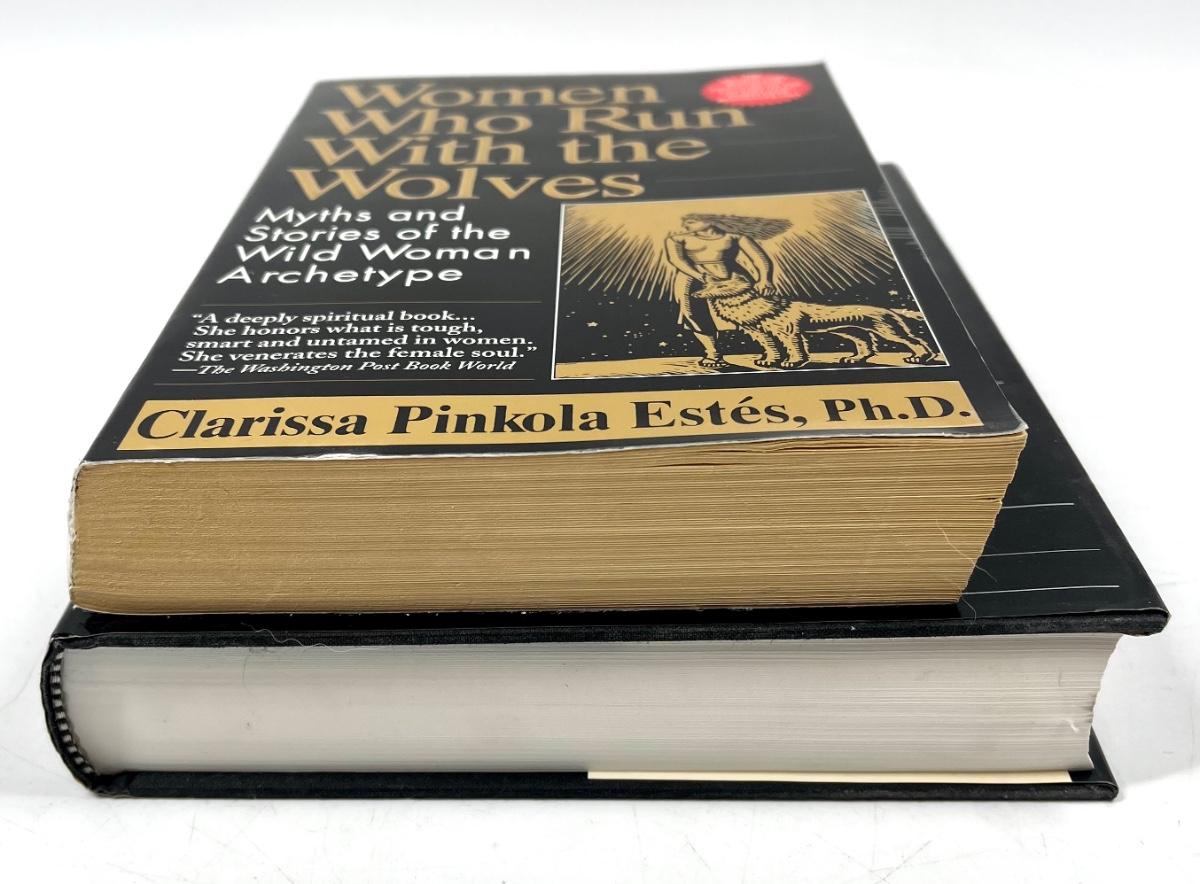 Women
Who Run
With the
Wolves
Myths and
Stories of the
Wild Woman
Archetype
“A deeply spiritual book...
She honors what is tough,
smart and untamed in women.
She venerates the female soul.”
—The Washington Post Book World
Clarissa Pinkola Estés, Ph.D.